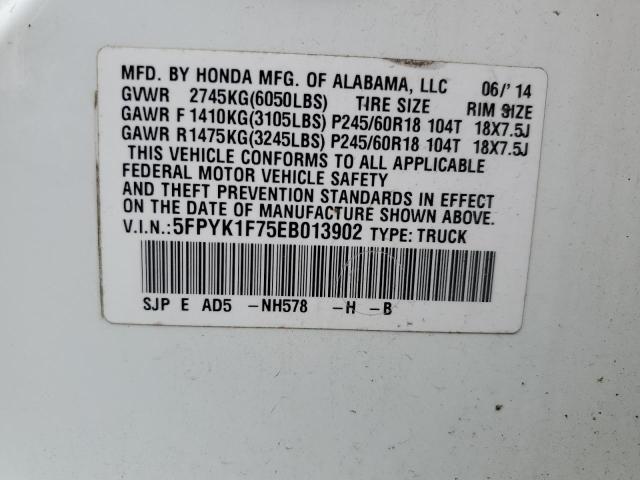 MFD. BY HONDA MFG. OF ALABAMA, LLC 06/'14
GVWR 2745KG(6050LBS) TIRE SIZE RIM SIZE
GAWR F 1410KG(3105LBS) P245/60R18 104T 18X7.5J
GAWR R1475KG(3245LBS) P245/60R18 104T 18X7.5J
THIS VEHICLE CONFORMS TO ALL APPLICABLE
FEDERAL MOTOR VEHICLE SAFETY
AND THEFT PREVENTION STANDARDS IN EFFECT
ON THE DATE OF MANUFACTURE SHOWN ABOVE.
V.I.N.:5FPYK1F75EB013902 TYPE: TRUCK
SJP E AD5 -NH578 -H -B